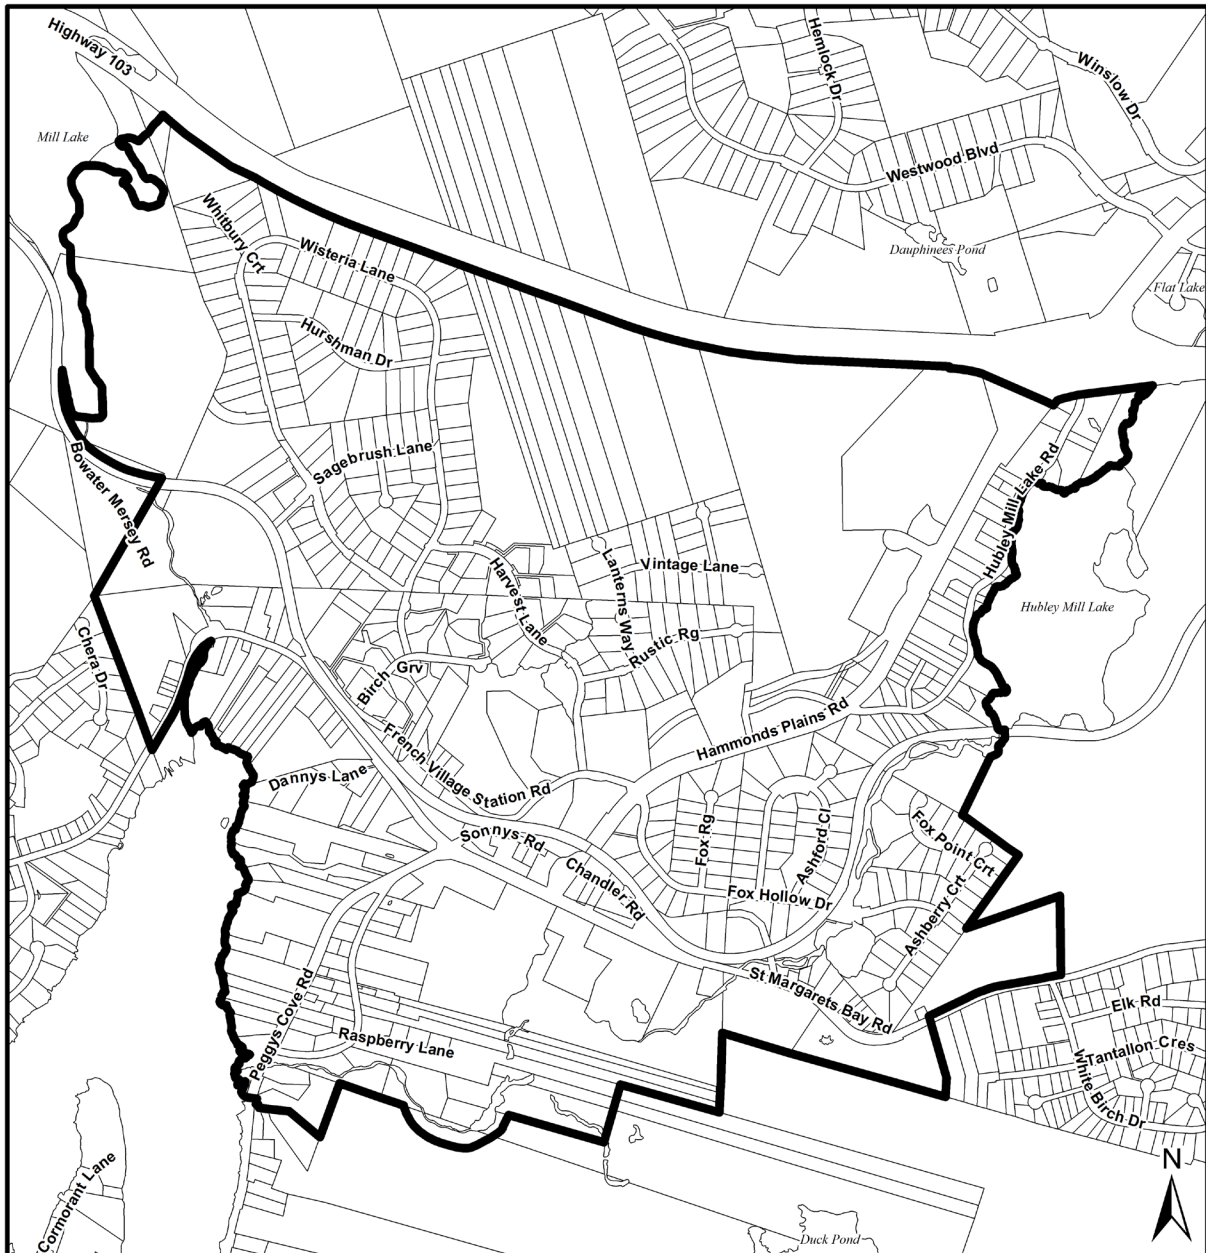 Highway 103
Hemlock Dr
Winslow Dr
Mill Lake
Westwood Blvd
Whitbury Crt
Wisteria Lane
Dauphinees Pond
Flat Lake
Hurshman Dr
Sagebrush Lane
Bowater Mersey Rd
Hubley Mill Lake Rd
Vintage Lane
Lanterns Way
Harvest Lane
Hubley Mill Lake
Chera Dr
Rustic Rg
Birch Grv
Hammonds Plains Rd
French Village Station Rd
Dannys Lane
Sonnys Rd
Fox Rg
Ashford Cl
Fox Point Crt
Chandler Rd
Fox Hollow Dr
Ashberry Crt
Peggys Cove Rd
St Margarets Bay Rd
Elk Rd
Raspberry Lane
Tantallon Cres
White Birch Dr
N
Cormorant Lane
Duck Pond